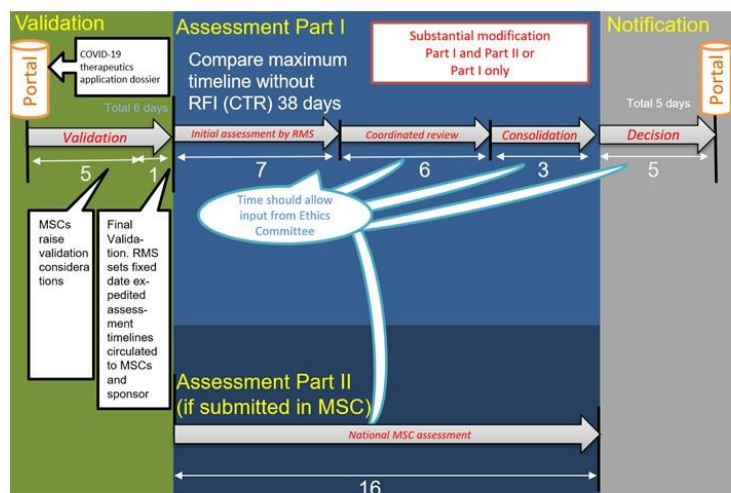 Validation
Portal
COVID-19
therapeutics
application dossier
Total 6 days
Validation
5
1
MSCs
raise
validation
considera
tions
Final
Valida-
tion. RMS
sets fixed
date ex-
pedited
assess-
ment
timelines
circulated
to MSCs
and
sponsor
Assessment Part I
Compare maximum
timeline without
RFI (CTR) 38 days
Substantial modification
Part I and Part II or
Part I only
Initial assessment by RMS
Coordinated review
Consolidation
7
6
3
Time should allow
input from Ethics
Committee
Assessment Part II
(if submitted in MSC)
National MSC assessment
16
Notification
Portal
Total 5 days
Decision
5